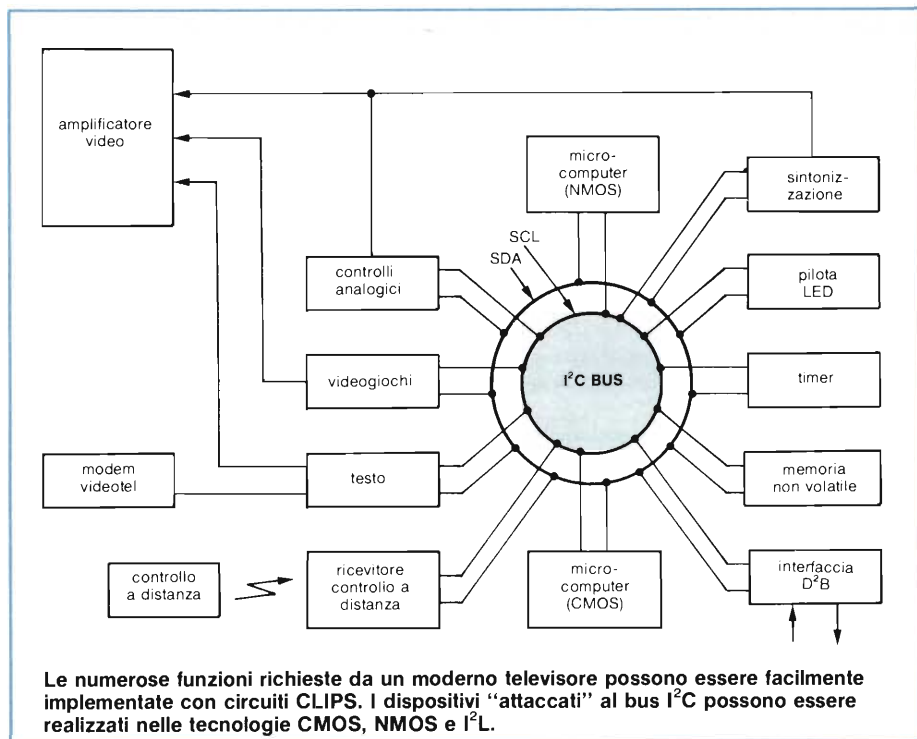 amplificatore
video
micro-
computer
(NMOS)
sintoniz-
zazione
SCL
SDA
controlli
analogici
pilota
LED
I²C BUS
videogiochi
timer
modem
videotel
testo
memoria
non volatile
controllo
a distanza
ricevitore
controllo a
distanza
micro-
computer
(CMOS)
interfaccia
D²B
Le numerose funzioni richieste da un moderno televisore possono essere facilmente
implementate con circuiti CLIPS. I dispositivi "attaccati" al bus I²C possono essere
realizzati nelle tecnologie CMOS, NMOS e I²L.